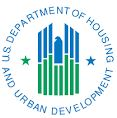 U.S. DEPARTMENT OF HOUSING
AND URBAN DEVELOPMENT